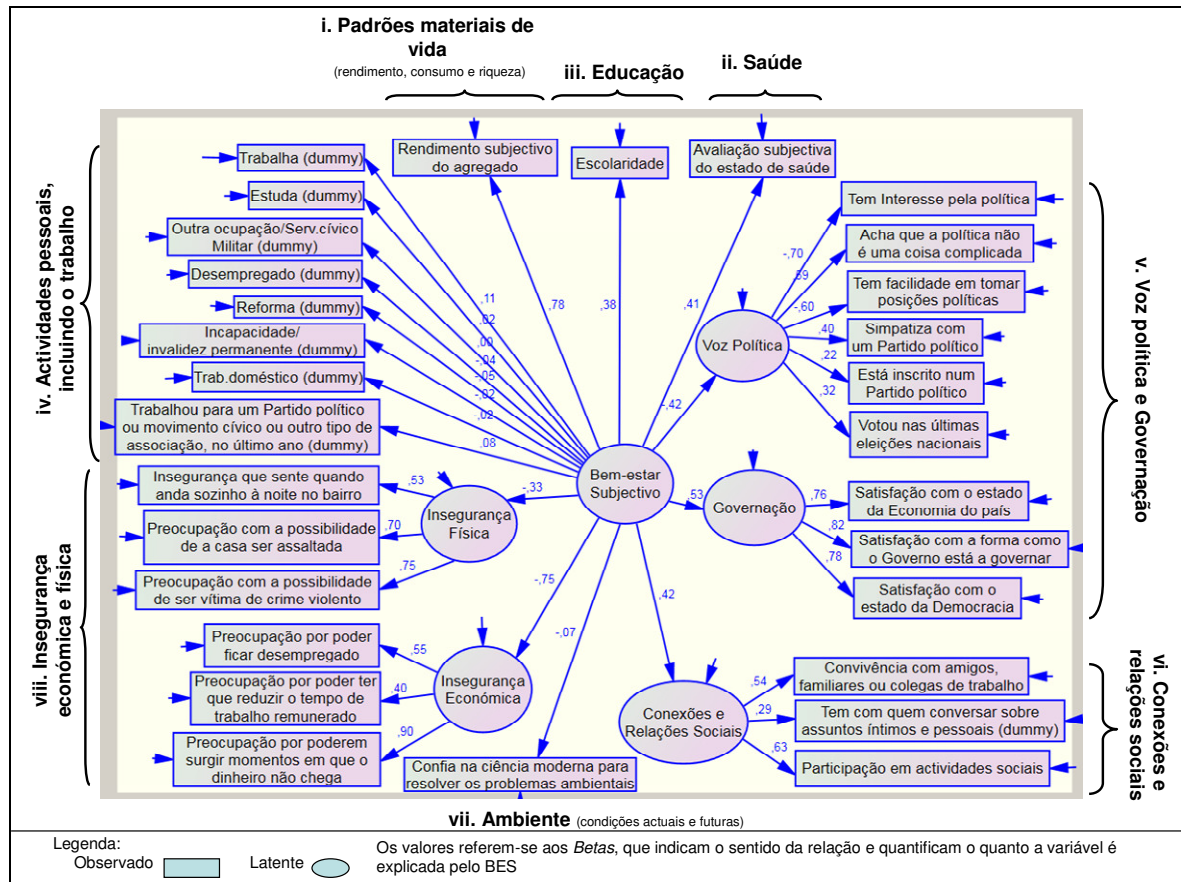 i. Padrões materiais de
vida
(rendimento, consumo e riqueza)
iii. Educação
ii. Saúde
iv. Actividades pessoais,
incluindo o trabalho
Trabalha (dummy)
Estuda (dummy)
Outra ocupação/Serv.cívico
Militar (dummy)
Desempregado (dummy)
Reforma (dummy)
Incapacidade/
invalidez permanente (dummy)
Trab.doméstico (dummy)
Trabalhou para um Partido político
ou movimento cívico ou outro tipo de
associação, no último ano (dummy)
Rendimento subjectivo
do agregado
Escolaridade
Avaliação subjectiva
do estado de saúde
,11
,02
,00
-,04
-,05
-,02
,02
,08
,78
,38
,41
-,42
Voz Política
-,70
,69
-,60
,40
,22
,32
Tem Interesse pela política
Acha que a política não
é uma coisa complicada
Tem facilidade em tomar
posições políticas
Simpatiza com
um Partido político
Está inscrito num
Partido político
Votou nas últimas
eleições nacionais
v. Voz política e Governação
Bem-estar
Subjectivo
,53
Governação
,76
,82
,78
Satisfação com o estado
da Economia do país
Satisfação com a forma como
o Governo está a governar
Satisfação com o
estado da Democracia
viii. Insegurança
económica e física
Insegurança que sente quando
anda sozinho à noite no bairro
Preocupação com a possibilidade
de a casa ser assaltada
Preocupação com a possibilidade
de ser vítima de crime violento
,53
,70
,75
Insegurança
Física
-,33
Preocupação por poder
ficar desempregado
Preocupação por poder ter
que reduzir o tempo de
trabalho remunerado
Preocupação por poderem
surgir momentos em que o
dinheiro não chega
,55
,40
,90
Insegurança
Económica
-,75
-,07
,42
Confia na ciência moderna para
resolver os problemas ambientais
Conexões e
Relações Sociais
,54
,29
,63
Convivência com amigos,
familiares ou colegas de trabalho
Tem com quem conversar sobre
assuntos íntimos e pessoais (dummy)
Participação em actividades sociais
vi. Conexões e
relações sociais
vii. Ambiente (condições actuais e futuras)
Legenda:
Observado
Latente
Os valores referem-se aos Betas, que indicam o sentido da relação e quantificam o quanto a variável é
explicada pelo BES